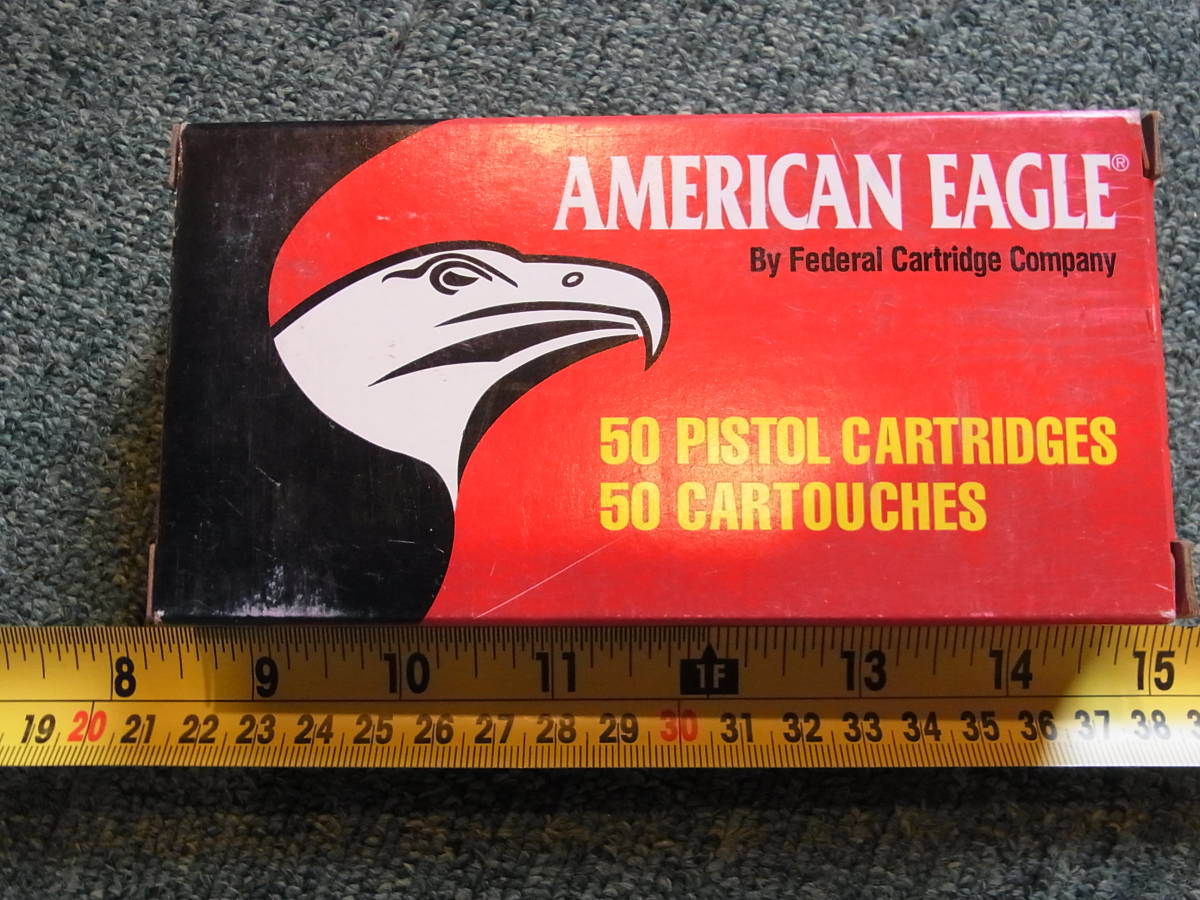 AMERICAN EAGLE®
By Federal Cartridge Company
50 PISTOL CARTRIDGES
50 CARTOUCHES
8 9 10 11 1F 13 14 15
19 20 21 22 23 24 25 26 27 28 29 30 31 32 33 34 35 36 37 38